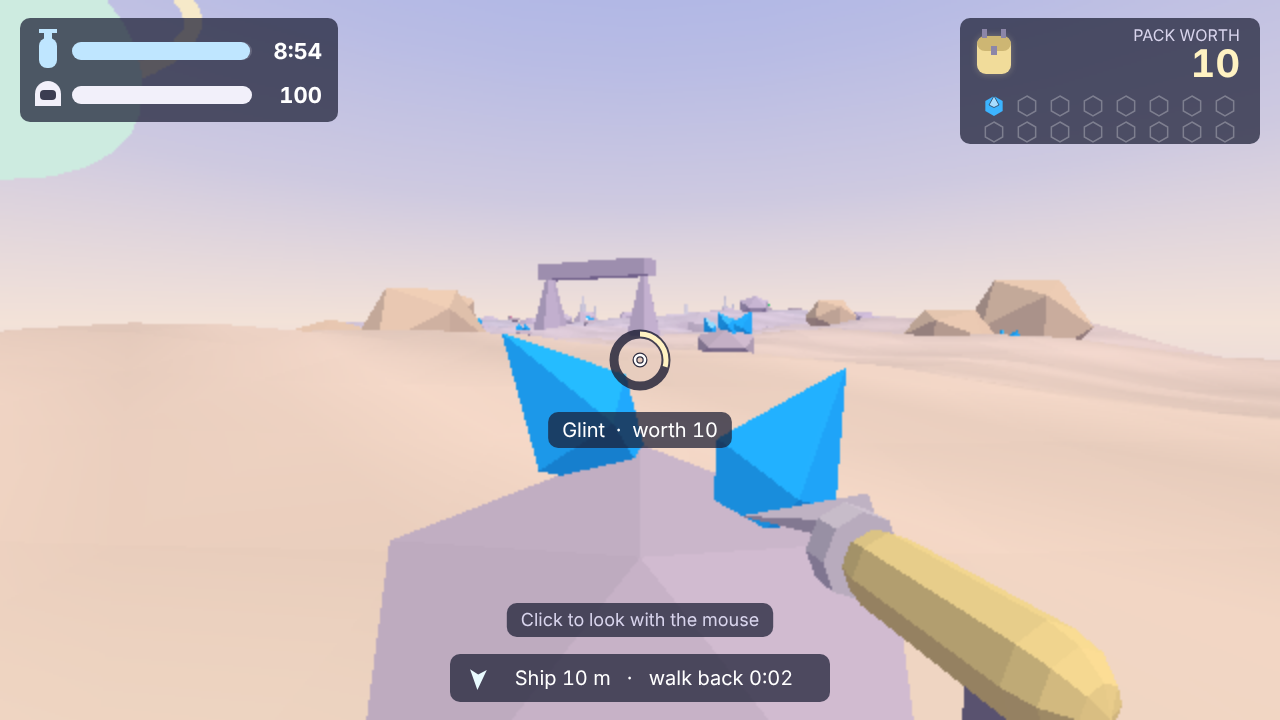 8:54
100
PACK WORTH
10
Glint · worth 10
Click to look with the mouse
Ship 10 m · walk back 0:02